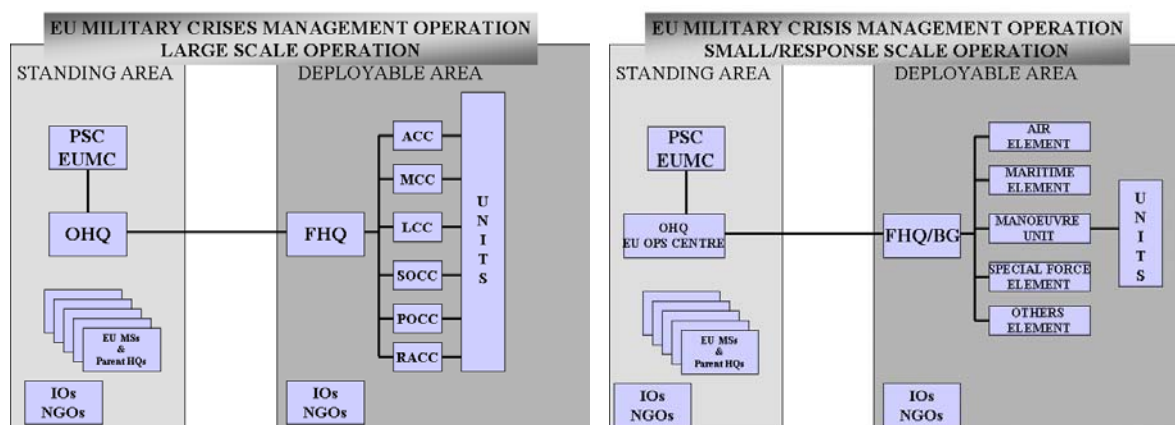 EU MILITARY CRISES MANAGEMENT OPERATION
LARGE SCALE OPERATION
STANDING AREA
DEPLOYABLE AREA
PSC
EUMC
OHQ
FHQ
ACC
MCC
LCC
SOCC
POCC
RACC
UNITS
EU MSs
&
Parent HQs
IOs
NGOs
IOs
NGOs
EU MILITARY CRISIS MANAGEMENT OPERATION
SMALL/RESPONSE SCALE OPERATION
STANDING AREA
DEPLOYABLE AREA
PSC
EUMC
OHQ
EU OPS CENTRE
FHQ/BG
AIR
ELEMENT
MARITIME
ELEMENT
MANOEUVRE
UNIT
SPECIAL FORCE
ELEMENT
OTHERS
ELEMENT
UNITS
EU MSs
&
Parent HQs
IOs
NGOs
IOs
NGOs